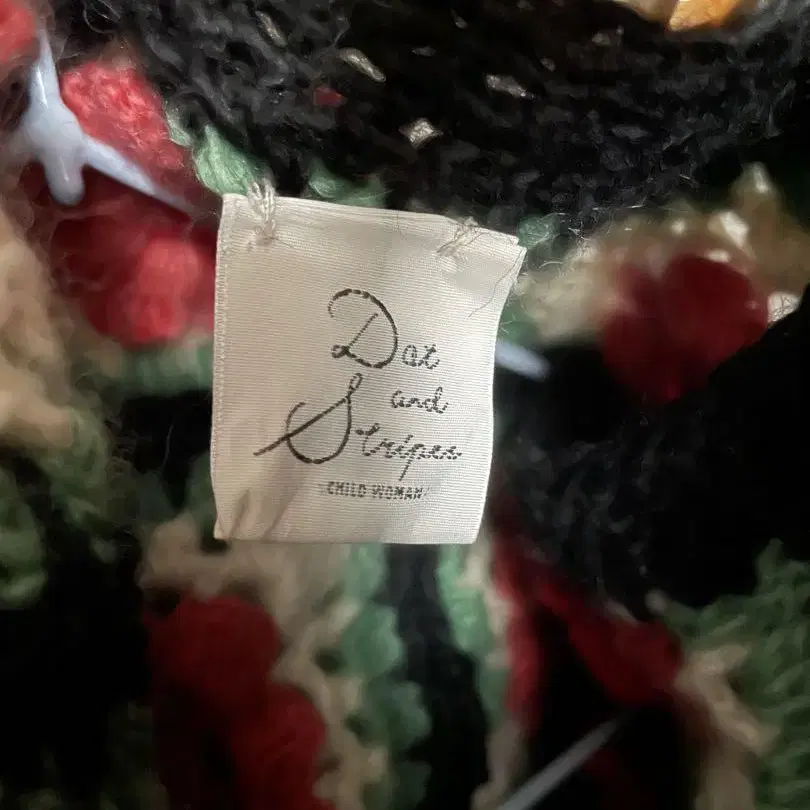 Dot
and
Stripes
CHILD WOMAN